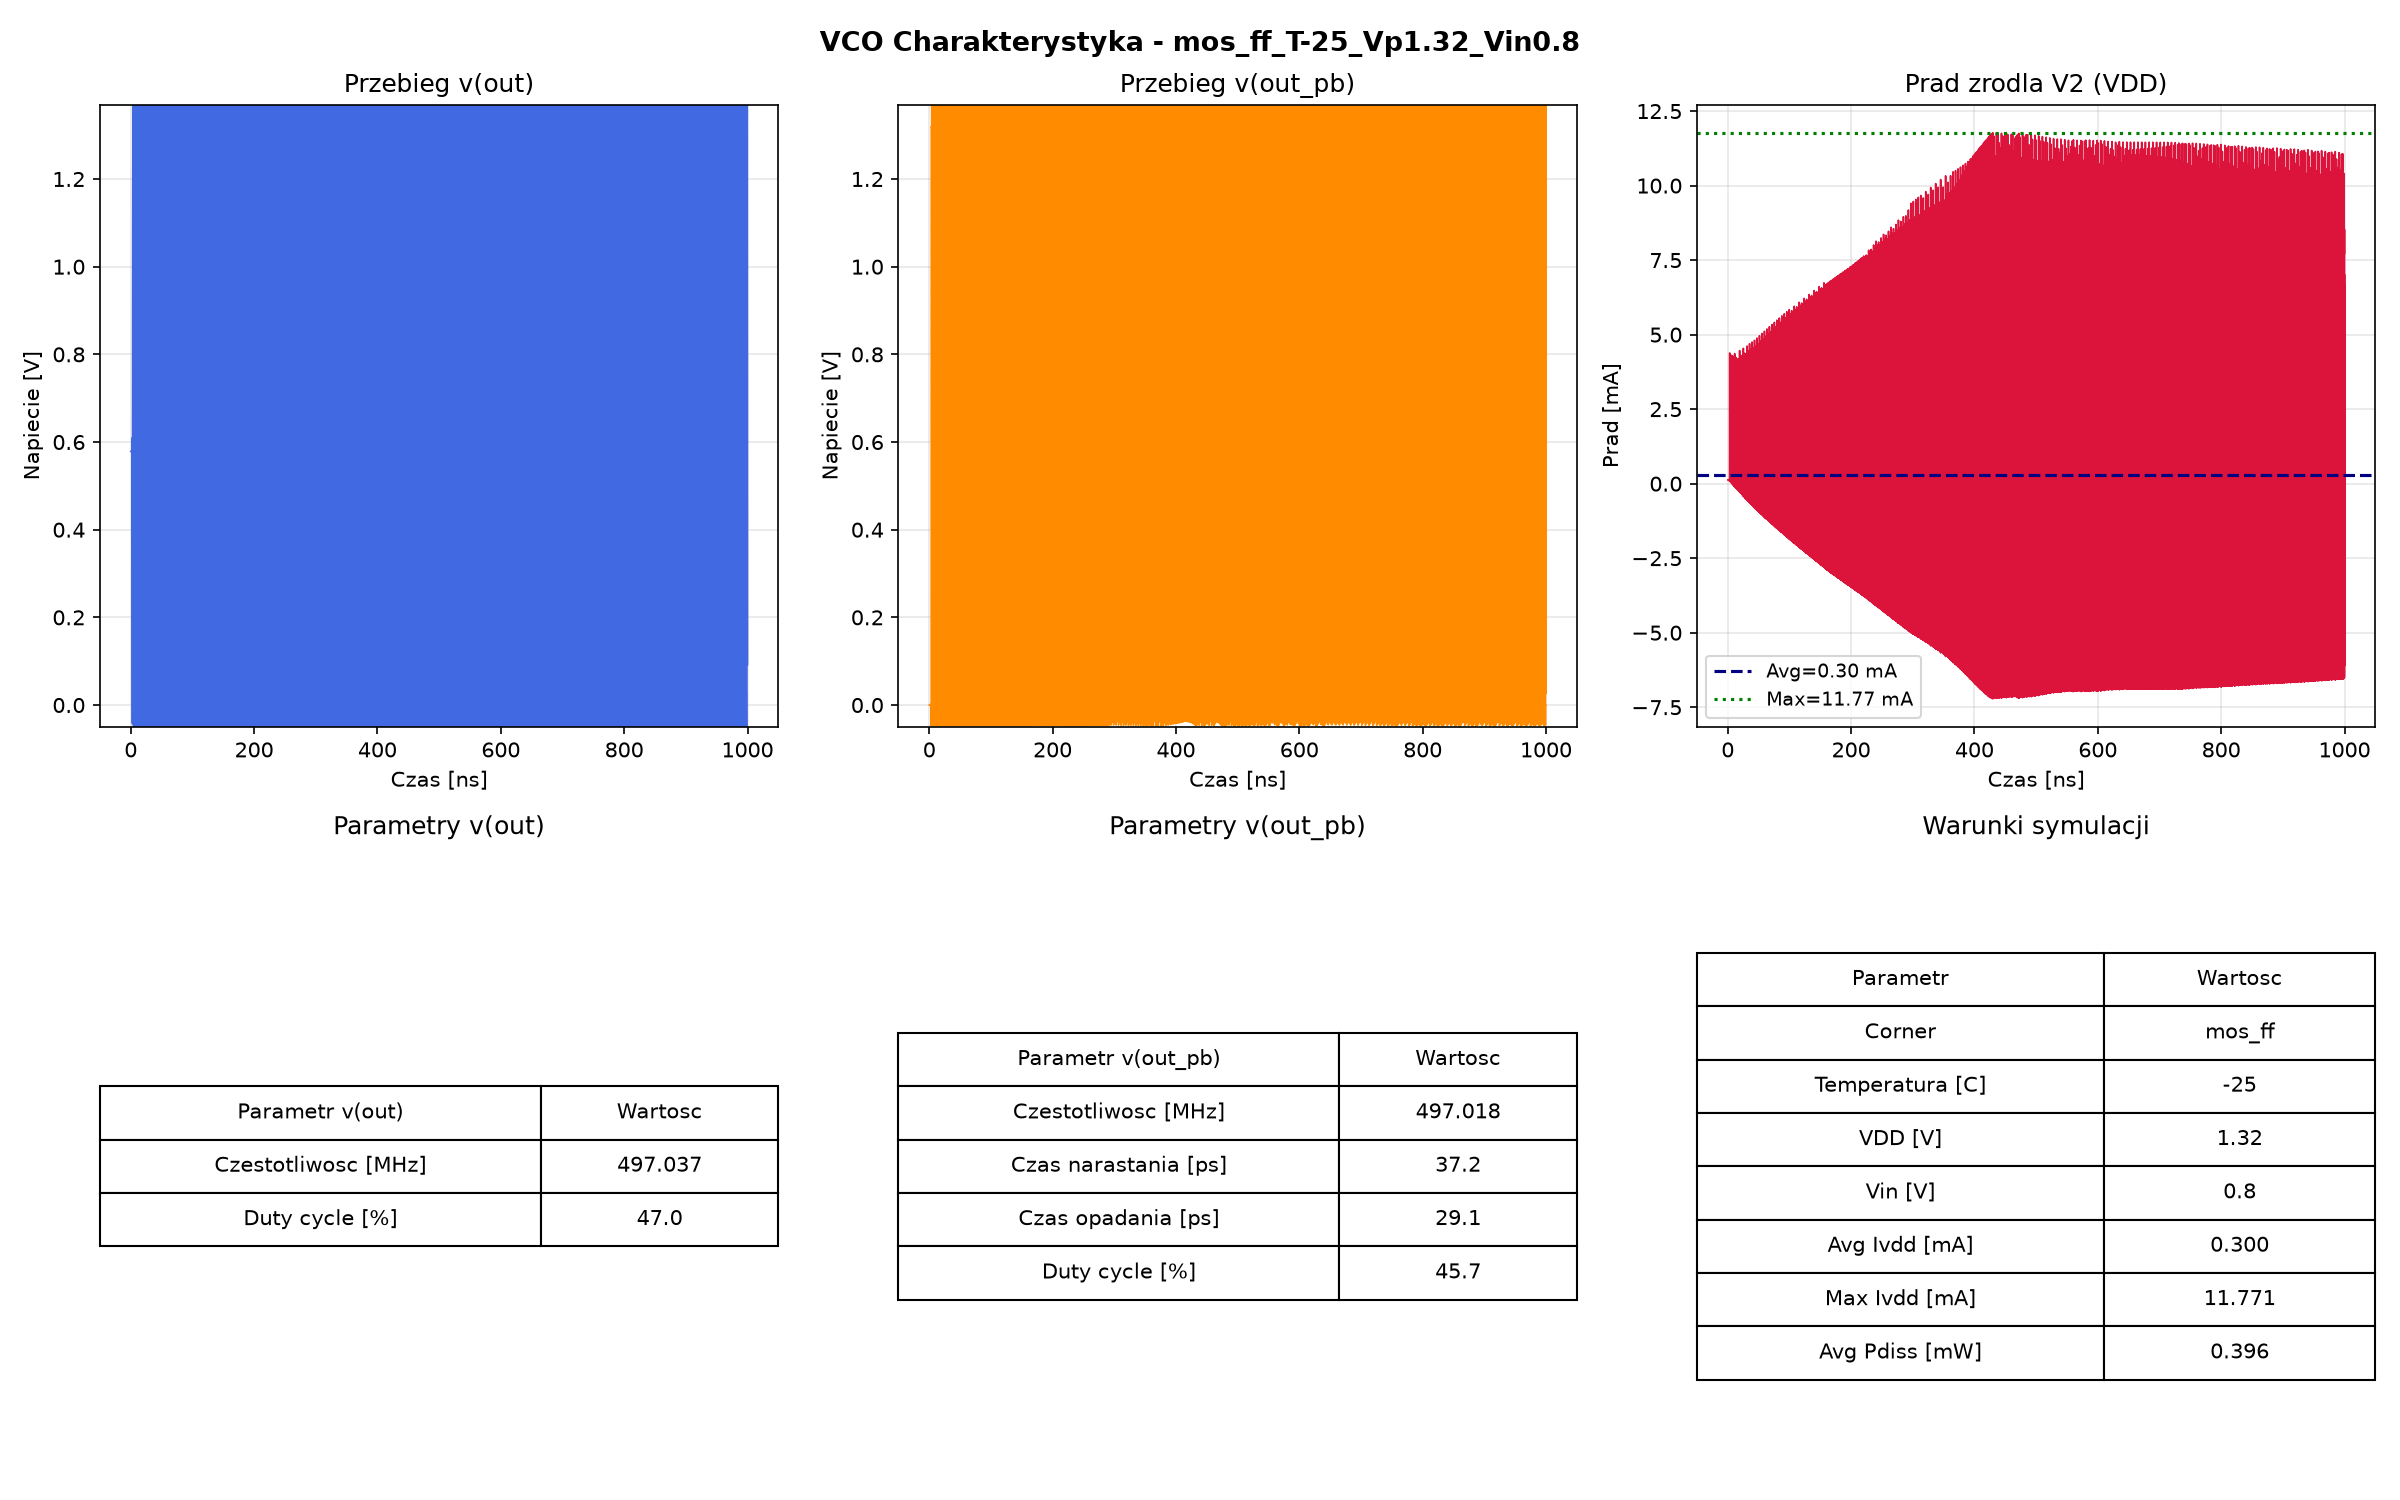 VCO Charakterystyka - mos_ff_T-25_Vp1.32_Vin0.8
Przebieg v(out)
Napiecie [V]
1.2
1.0
0.8
0.6
0.4
0.2
0.0
0 200 400 600 800 1000
Czas [ns]
Przebieg v(out_pb)
Napiecie [V]
1.2
1.0
0.8
0.6
0.4
0.2
0.0
0 200 400 600 800 1000
Czas [ns]
Prad zrodla V2 (VDD)
Prad [mA]
12.5
10.0
7.5
5.0
2.5
0.0
−2.5
−5.0
−7.5
Avg=0.30 mA
Max=11.77 mA
0 200 400 600 800 1000
Czas [ns]
Parametry v(out)
Parametr v(out) Wartosc
Czestotliwosc [MHz] 497.037
Duty cycle [%] 47.0
Parametry v(out_pb)
Parametr v(out_pb) Wartosc
Czestotliwosc [MHz] 497.018
Czas narastania [ps] 37.2
Czas opadania [ps] 29.1
Duty cycle [%] 45.7
Warunki symulacji
Parametr Wartosc
Corner mos_ff
Temperatura [C] -25
VDD [V] 1.32
Vin [V] 0.8
Avg Ivdd [mA] 0.300
Max Ivdd [mA] 11.771
Avg Pdiss [mW] 0.396